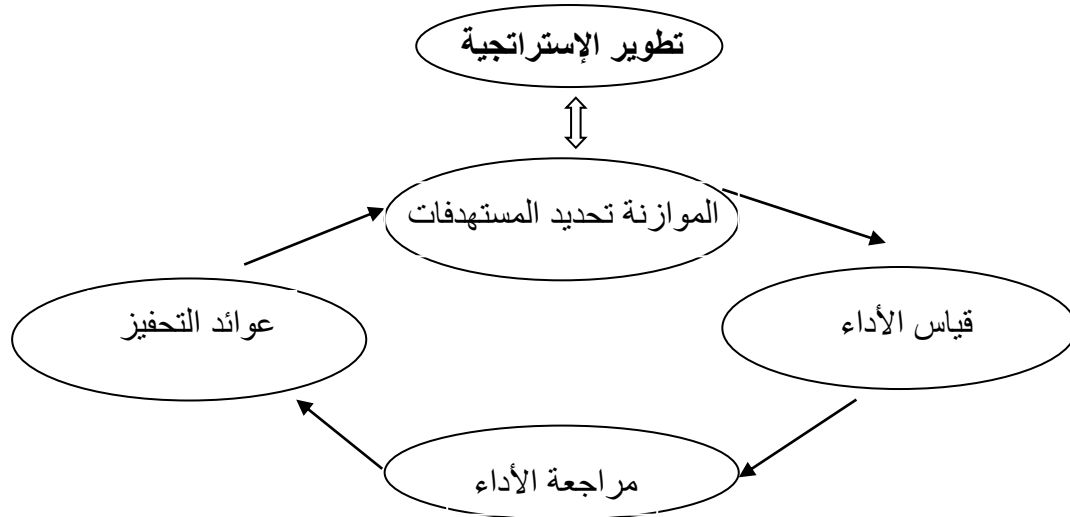 تطوير الإستراتجية
الموازنة تحديد المستهدفات
قياس الأداء
عوائد التحفيز
مراجعة الأداء